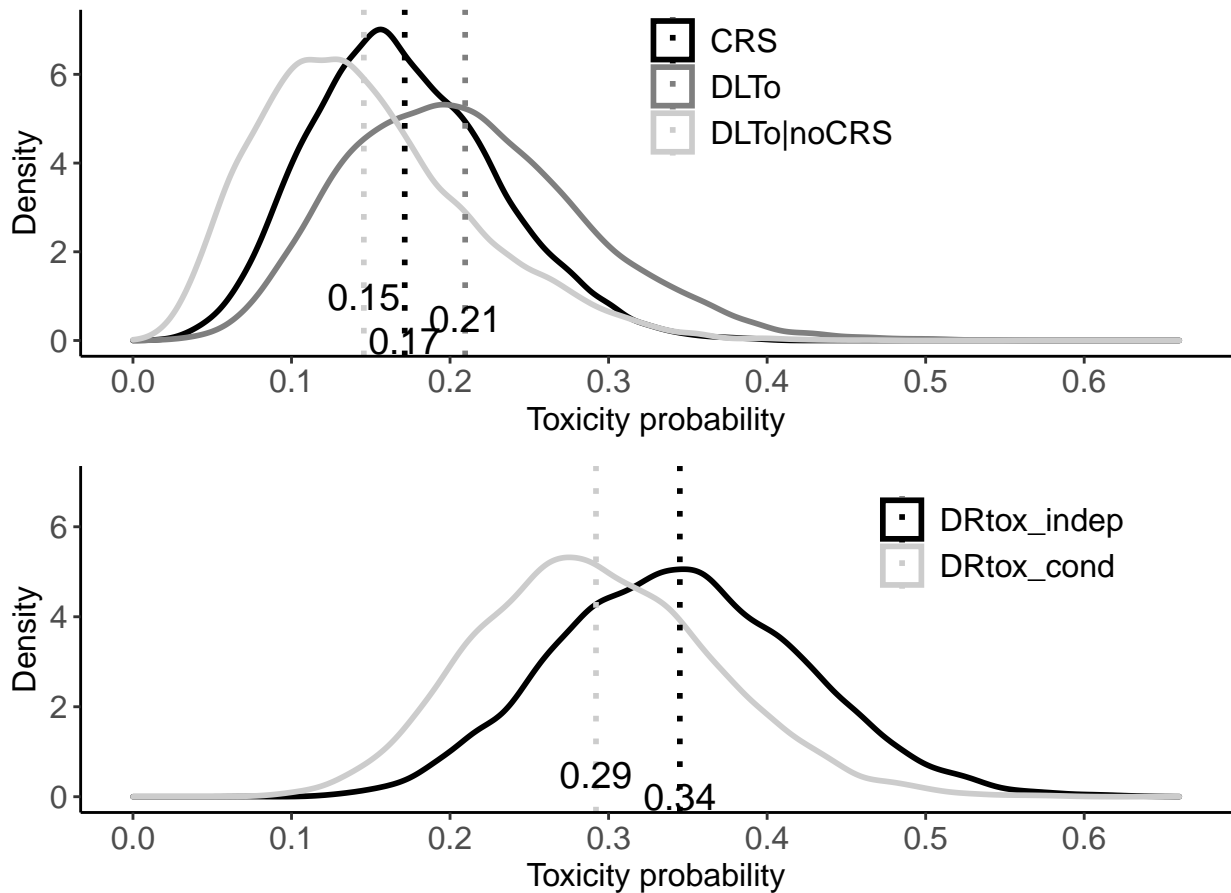 CRS
DLTo
DLTo|noCRS
Density
6
4
2
0
0.15
0.17
0.21
0.0 0.1 0.2 0.3 0.4 0.5 0.6
Toxicity probability
DRtox_indep
DRtox_cond
Density
6
4
2
0
0.29
0.34
0.0 0.1 0.2 0.3 0.4 0.5 0.6
Toxicity probability